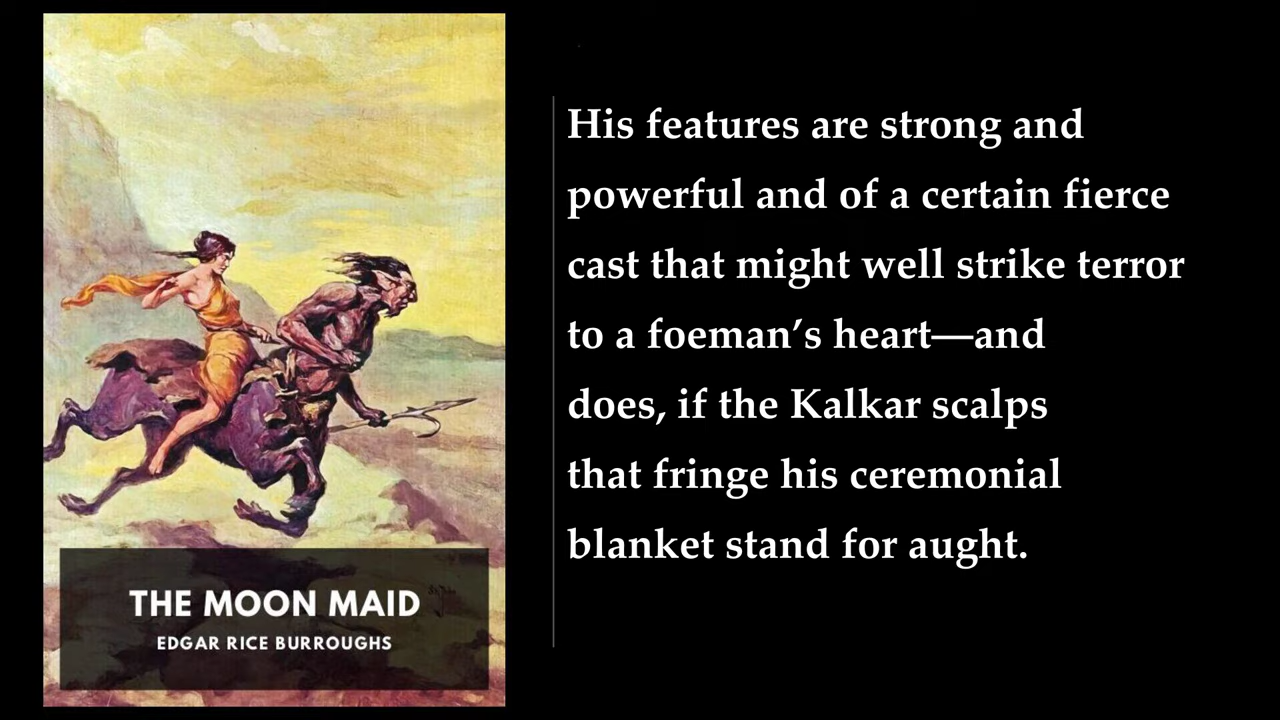 THE MOON MAID
EDGAR RICE BURROUGHS
His features are strong and
powerful and of a certain fierce
cast that might well strike terror
to a foeman’s heart—and
does, if the Kalkar scalps
that fringe his ceremonial
blanket stand for aught.